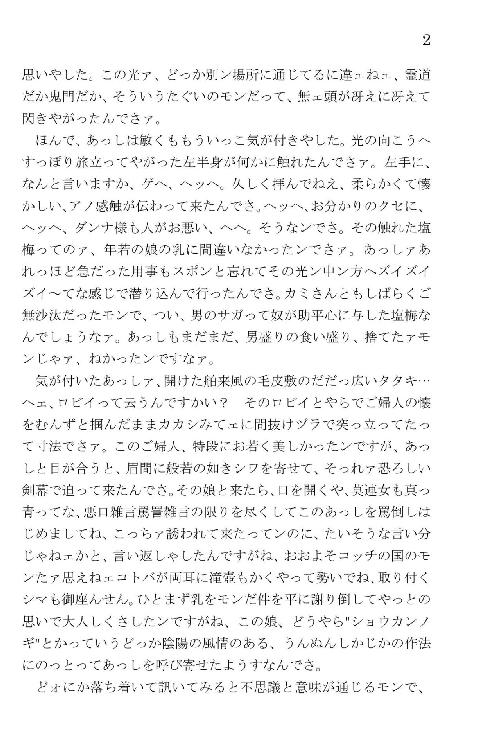 2
思いやした。この光ァ、どっか別ン場所に通じてるに違ェねェ、霊道
だか鬼門だか、そういうたぐいのモンだって、無ェ頭が冴えに冴えて
閃きやがったんでさァ。
ほんで、あっしは敏くももういっこ気が付きやした。光の向こうへ
すっぽり旅立ってやがった左半身が何かに触れたんでさァ。左手に、
なんと言いますか、ゲヘ、ヘッヘ。久しく拝んでねえ、柔らかくて懐
かしい、アノ感触が伝わって来たんでさ。ヘッヘ、お分かりのクセに、
ヘッヘ、ダンナ様も人がお悪い、ヘヘ。そうなンでさ。その触れた塩
梅ってのァ、年若の娘の乳に間違いなかったンでさァ。あっしァあ
れっほど急だった用事もスポンと忘れてその光ン中ン方へズイズイ
ズイ～てな感じで潜り込んで行ったんでさ。カミさんともしばらくご
無沙汰だったモンで、つい、男のサガって奴が助平心に与した塩梅な
んでしょうなァ。あっしもまだまだ、男盛りの食い盛り、捨てたァモ
ンじゃァ、ねかったンですなァ。
気が付いたあっしァ、開けた舶来風の毛皮敷のだだっ広いタタキ…
ヘェ、ロビイって云うんですかい？　そのロビイとやらでご婦人の懐
をむんずと掴んだままカカシみてェに間抜けヅラで突っ立ってたっ
て寸法でさァ。このご婦人、特段にお若く美しかったンですが、あっ
しと目が合うと、眉間に般若の如きシワを寄せて、そっれァ恐ろしい
剣幕で迫って来たんでさ。その娘と来たら、口を開くや、莫連女も真っ
青ってな、悪口雑言罵詈雑言の限りを尽くしてこのあっしを罵倒しは
じめましてね、こっちァ誘われて来たってンのに、たいそうな言い分
じゃねェかと、言い返しゃしたんですがね、おおよそコッチの国のモ
ンたァ思えねェコトバが両耳に滝壺もかくやって勢いでね、取り付く
シマも御座んせん。ひとまず乳をモンだ件を平に謝り倒してやっとの
思いで大人しくさしたンですがね、この娘、どうやら"ショウカンノ
ギ"とかっていうどっか陰陽の風情のある、うんぬんしかじかの作法
にのっとってあっしを呼び寄せたようすなんでさ。
どォにか落ち着いて訊いてみると不思議と意味が通じるモンで、